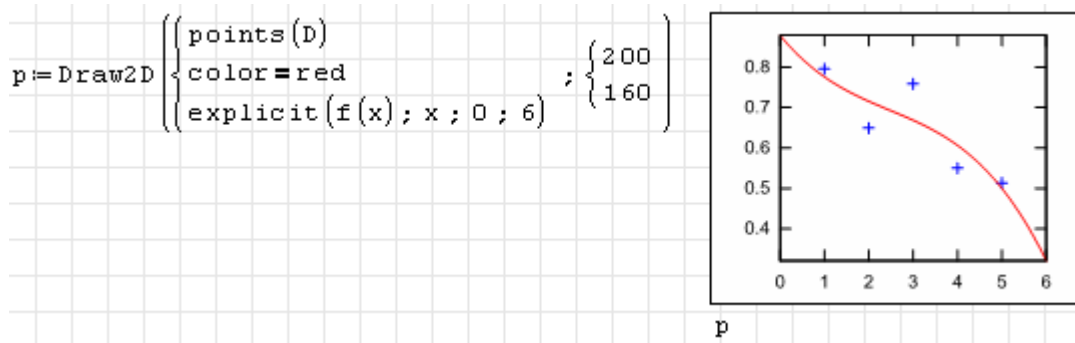 points(D)
p≔Draw2D color=red ; 200
160
explicit(f(x); x; 0; 6)
0.8
0.7
0.6
0.5
0.4
0 1 2 3 4 5 6
p